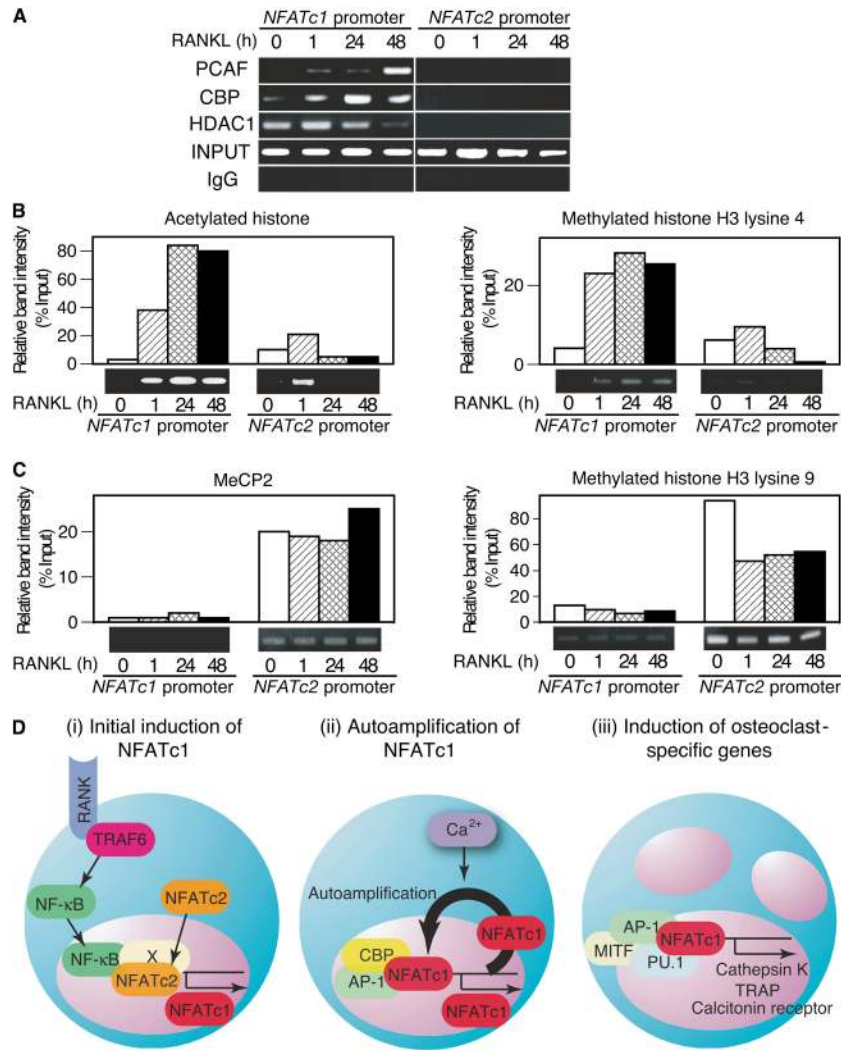 A
NFATc1 promoter NFATc2 promoter
RANKL (h) 0 1 24 48 0 1 24 48
PCAF
CBP
HDAC1
INPUT
IgG
B
Acetylated histone
Relative band intensity
(% Input)
80
60
40
20
0
RANKL (h) 0 1 24 48 0 1 24 48
NFATc1 promoter NFATc2 promoter
Methylated histone H3 lysine 4
Relative band intensity
(% Input)
20
0
RANKL (h) 0 1 24 48 0 1 24 48
NFATc1 promoter NFATc2 promoter
C
MeCP2
Relative band intensity
(% Input)
20
10
0
RANKL (h) 0 1 24 48 0 1 24 48
NFATc1 promoter NFATc2 promoter
Methylated histone H3 lysine 9
Relative band intensity
(% Input)
80
60
40
20
0
RANKL (h) 0 1 24 48 0 1 24 48
NFATc1 promoter NFATc2 promoter
D
(i) Initial induction of
NFATc1
RANK
TRAF6
NF-κB
NFATc2
NF-κB
X
NFATc2
NFATc1
(ii) Autoamplification of
NFATc1
Ca2+
Autoamplification
NFATc1
CBP
AP-1
NFATc1
NFATc1
(iii) Induction of osteoclast-
specific genes
AP-1
MITF
NFATc1
PU.1
Cathepsin K
TRAP
Calcitonin receptor